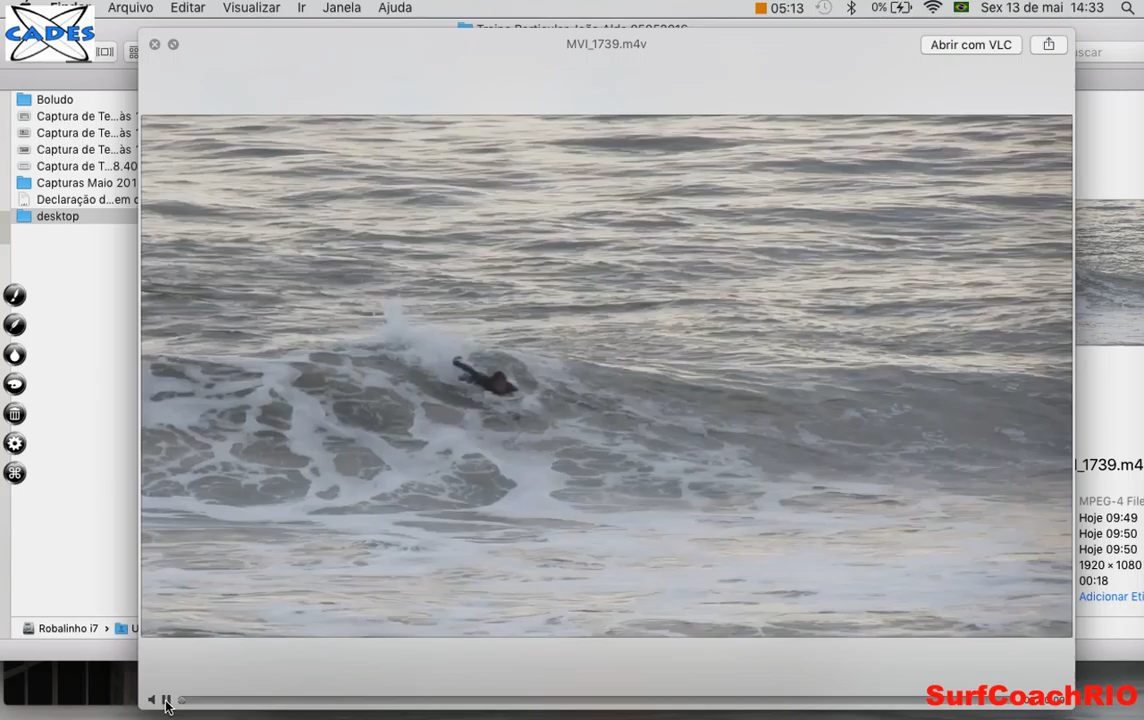 Arquivo Editar Visualizar Ir Janela Ajuda 05:13 0% Sex 13 de mai 14:33
CADES
MVI_1739.m4v
Abrir com VLC
Boludo
Captura de Te...às
Captura de Te...às
Captura de Te...às
Captura de T...8.40
Capturas Maio 201
Declaração d...em
desktop
_1739.m4
MPEG-4 File
Hoje 09:49
Hoje 09:50
Hoje 09:50
1920 × 1080
00:18
Adicionar Eti
Robalinho i7 › U
SurfCoachRIO